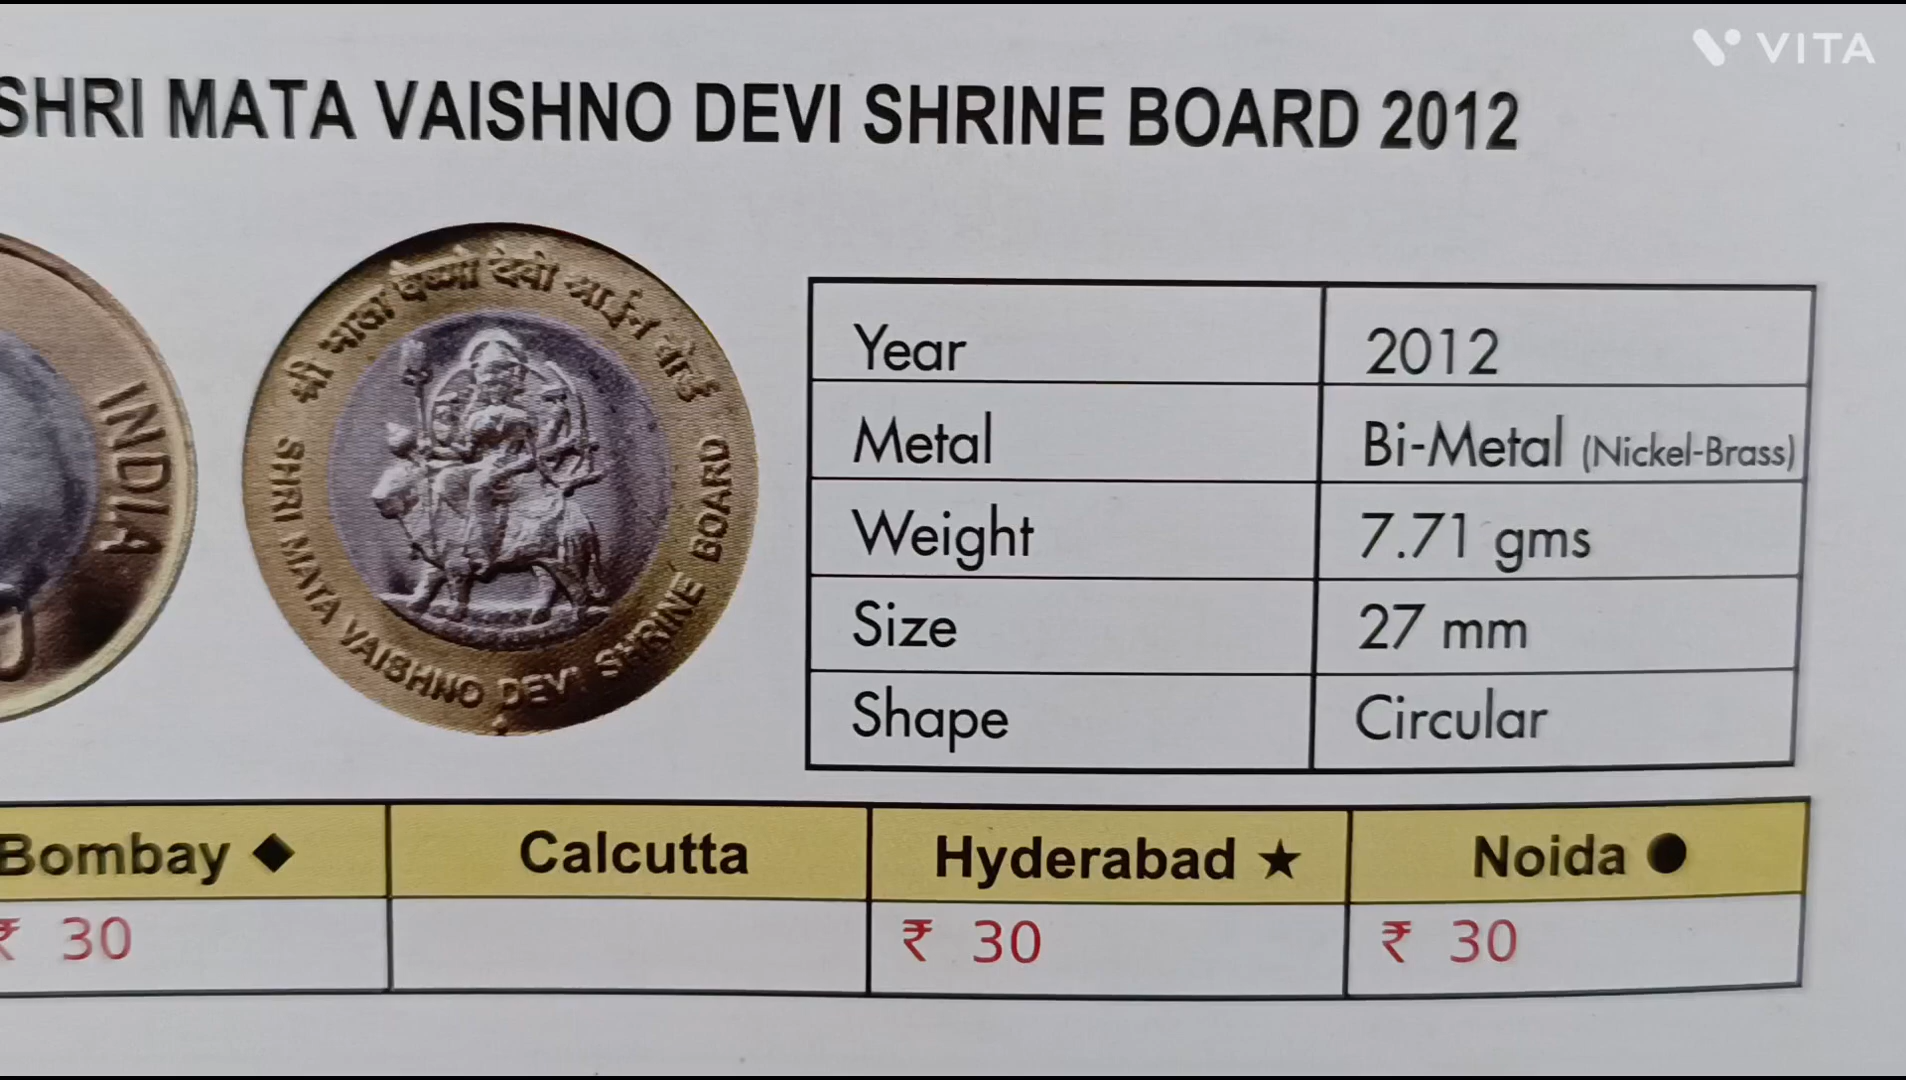 VITA
SHRI MATA VAISHNO DEVI SHRINE BOARD 2012
INDIA
श्री माता वैष्णो देवी श्राईन बोर्ड
SHRI MATA VAISHNO DEVI SHRINE BOARD
Year 2012
Metal Bi-Metal (Nickel-Brass)
Weight 7.71 gms
Size 27 mm
Shape Circular
Bombay ◆ Calcutta Hyderabad ★ Noida ●
₹ 30 ₹ 30 ₹ 30